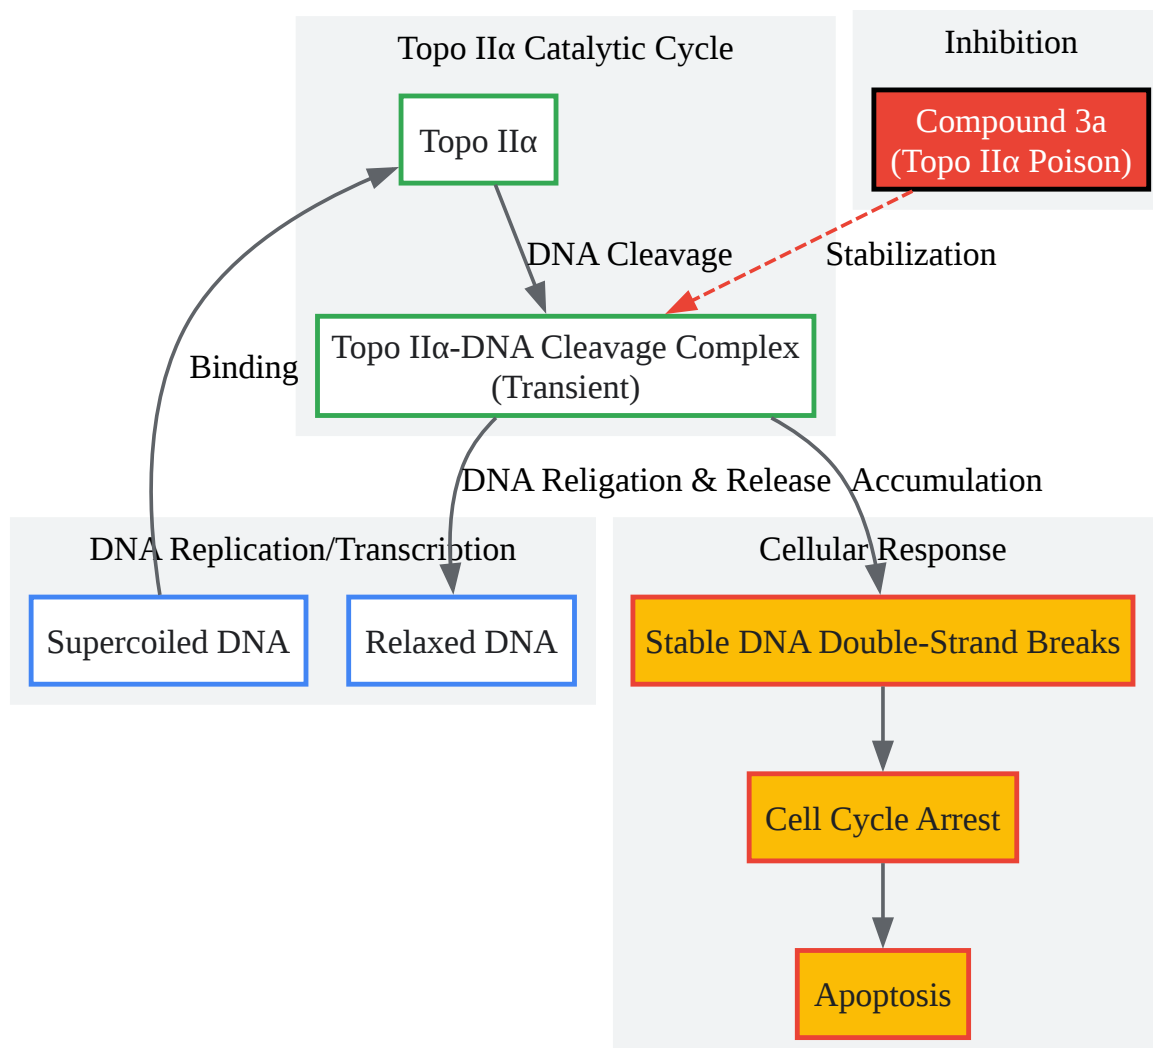 Topo IIα Catalytic Cycle
Inhibition
Topo IIα
Compound 3a
(Topo IIα Poison)
DNA Cleavage
Stabilization
Topo IIα-DNA Cleavage Complex
(Transient)
Binding
DNA Religation & Release
Accumulation
DNA Replication/Transcription
Cellular Response
Supercoiled DNA
Relaxed DNA
Stable DNA Double-Strand Breaks
Cell Cycle Arrest
Apoptosis